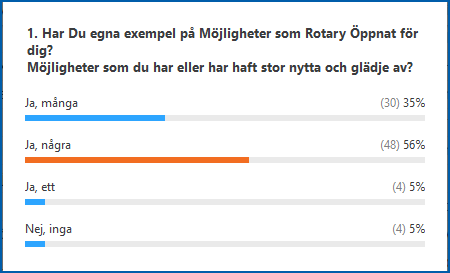 1. Har Du egna exempel på Möjligheter som Rotary Öppnat för
dig?
Möjligheter som du har eller har haft stor nytta och glädje av?
Ja, många (30) 35%
Ja, några (48) 56%
Ja, ett (4) 5%
Nej, inga (4) 5%